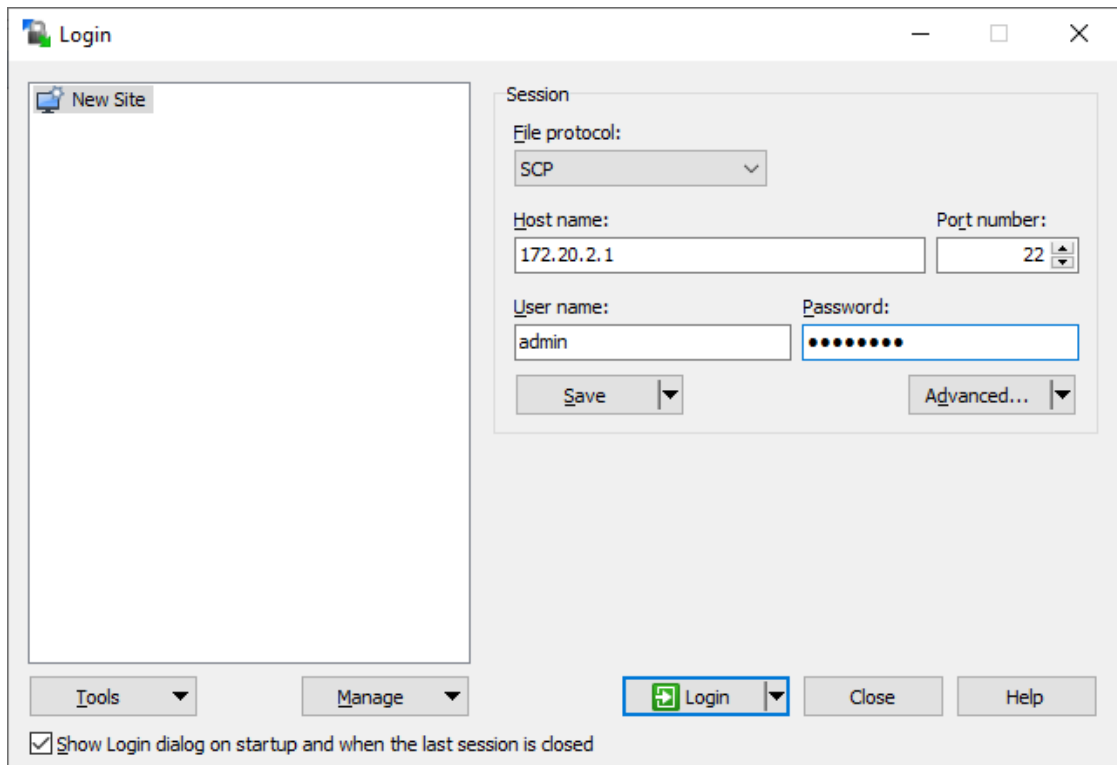 Login
New Site
Session
File protocol:
SCP
Host name:
Port number:
172.20.2.1
22
User name:
Password:
admin
••••••••
Save
Advanced...
Tools
Manage
Login
Close
Help
Show Login dialog on startup and when the last session is closed